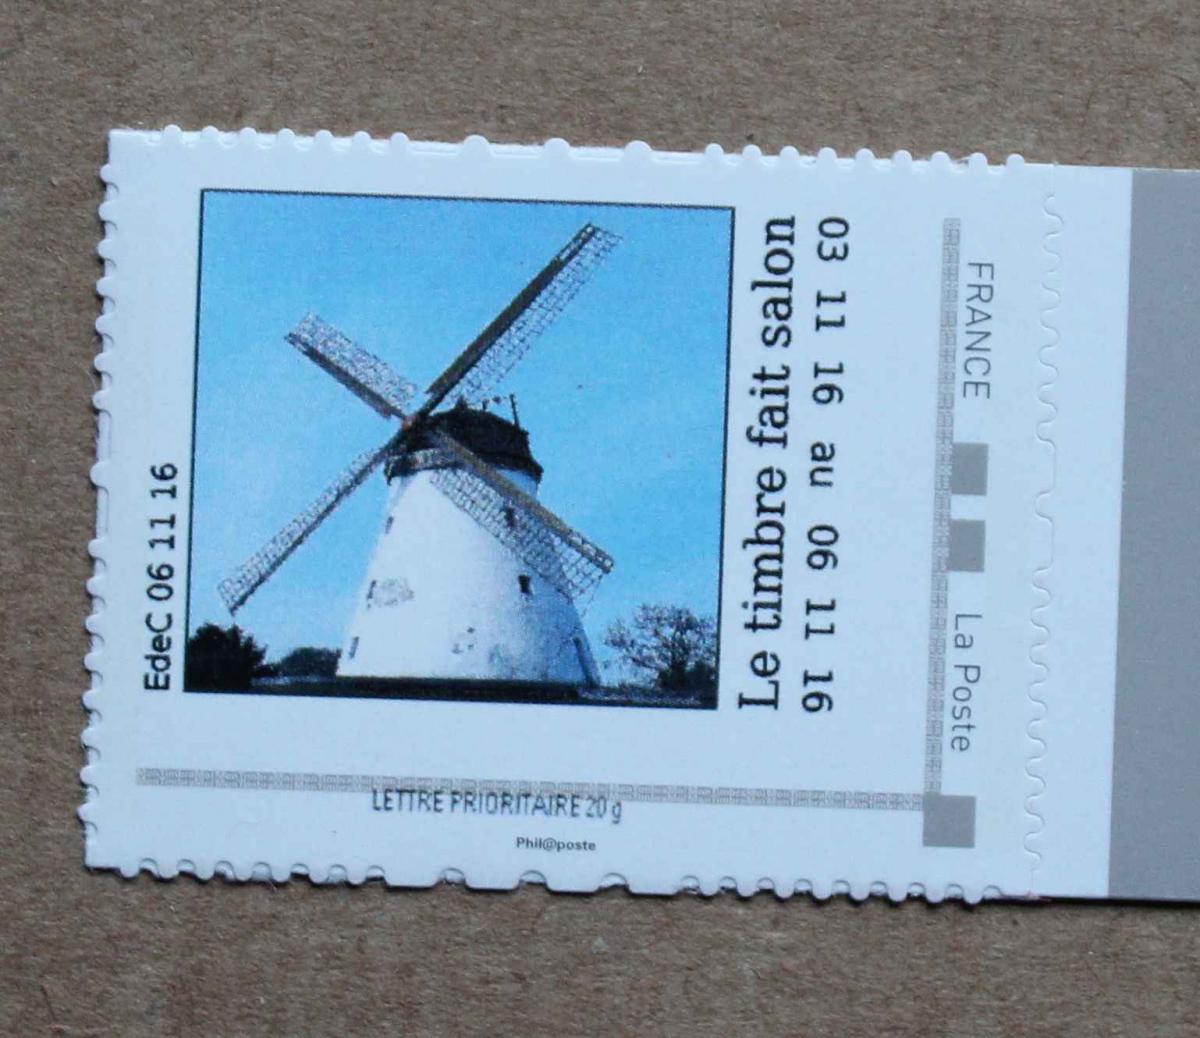 EdeC 06 11 16
Le timbre fait salon
03 11 16 au 06 11 16
FRANCE
La Poste
LETTRE PRIORITAIRE 20 g
Phil@poste